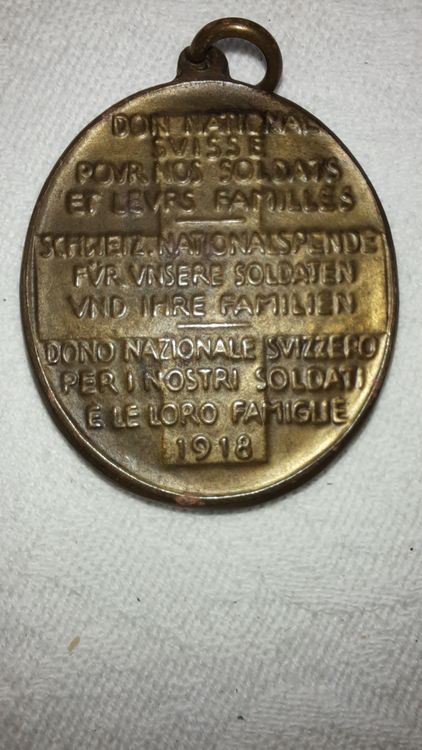 DON NATIONAL
SVISSE
POVR NOS SOLDATS
ET LEVRS FAMILLES
SCHWEIZ. NATIONALSPENDE
FÜR VNSERE SOLDATEN
VND IHRE FAMILIEN
DONO NAZIONALE SVIZZERO
PER I NOSTRI SOLDATI
E LE LORO FAMIGLIE
1918